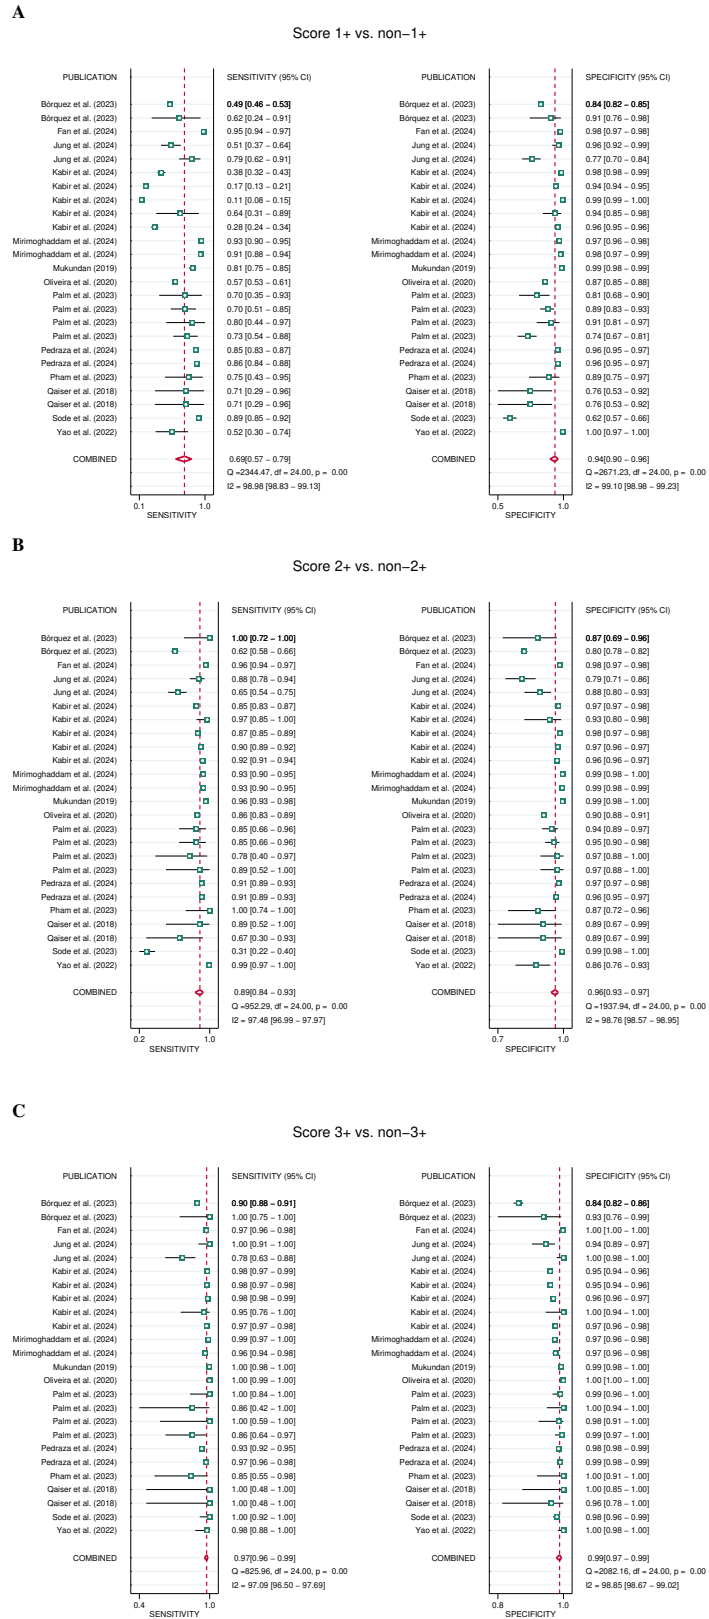 A
Score 1+ vs. non−1+
PUBLICATION SENSITIVITY (95% CI) PUBLICATION SPECIFICITY (95% CI)
Bórquez et al. (2023) 0.49 [0.46 − 0.53] Bórquez et al. (2023) 0.84 [0.82 − 0.85]
Bórquez et al. (2023) 0.62 [0.24 − 0.91] Bórquez et al. (2023) 0.91 [0.76 − 0.98]
Fan et al. (2024) 0.95 [0.94 − 0.97] Fan et al. (2024) 0.98 [0.97 − 0.98]
Jung et al. (2024) 0.51 [0.37 − 0.64] Jung et al. (2024) 0.96 [0.92 − 0.99]
Jung et al. (2024) 0.79 [0.62 − 0.91] Jung et al. (2024) 0.77 [0.70 − 0.84]
Kabir et al. (2024) 0.38 [0.32 − 0.43] Kabir et al. (2024) 0.98 [0.98 − 0.99]
Kabir et al. (2024) 0.17 [0.13 − 0.21] Kabir et al. (2024) 0.94 [0.94 − 0.95]
Kabir et al. (2024) 0.11 [0.08 − 0.15] Kabir et al. (2024) 0.99 [0.99 − 1.00]
Kabir et al. (2024) 0.64 [0.31 − 0.89] Kabir et al. (2024) 0.94 [0.85 − 0.98]
Kabir et al. (2024) 0.28 [0.24 − 0.34] Kabir et al. (2024) 0.96 [0.95 − 0.96]
Mirimoghaddam et al. (2024) 0.93 [0.90 − 0.95] Mirimoghaddam et al. (2024) 0.97 [0.96 − 0.98]
Mirimoghaddam et al. (2024) 0.91 [0.88 − 0.94] Mirimoghaddam et al. (2024) 0.98 [0.97 − 0.99]
Mukundan (2019) 0.81 [0.75 − 0.85] Mukundan (2019) 0.99 [0.98 − 0.99]
Oliveira et al. (2020) 0.57 [0.53 − 0.61] Oliveira et al. (2020) 0.87 [0.85 − 0.88]
Palm et al. (2023) 0.70 [0.35 − 0.93] Palm et al. (2023) 0.81 [0.68 − 0.90]
Palm et al. (2023) 0.70 [0.51 − 0.85] Palm et al. (2023) 0.89 [0.83 − 0.93]
Palm et al. (2023) 0.80 [0.44 − 0.97] Palm et al. (2023) 0.91 [0.81 − 0.97]
Palm et al. (2023) 0.73 [0.54 − 0.88] Palm et al. (2023) 0.74 [0.67 − 0.81]
Pedraza et al. (2024) 0.85 [0.83 − 0.87] Pedraza et al. (2024) 0.96 [0.95 − 0.97]
Pedraza et al. (2024) 0.86 [0.84 − 0.88] Pedraza et al. (2024) 0.96 [0.95 − 0.97]
Pham et al. (2023) 0.75 [0.43 − 0.95] Pham et al. (2023) 0.89 [0.75 − 0.97]
Qaiser et al. (2018) 0.71 [0.29 − 0.96] Qaiser et al. (2018) 0.76 [0.53 − 0.92]
Qaiser et al. (2018) 0.71 [0.29 − 0.96] Qaiser et al. (2018) 0.76 [0.53 − 0.92]
Sode et al. (2023) 0.89 [0.85 − 0.92] Sode et al. (2023) 0.62 [0.57 − 0.66]
Yao et al. (2022) 0.52 [0.30 − 0.74] Yao et al. (2022) 1.00 [0.97 − 1.00]
COMBINED 0.69[0.57 − 0.79] COMBINED 0.94[0.90 − 0.96]
Q =2344.47, df = 24.00, p = 0.00 Q =2671.23, df = 24.00, p = 0.00
I2 = 98.98 [98.83 − 99.13] I2 = 99.10 [98.98 − 99.23]
0.1 1.0 0.5 1.0
SENSITIVITY SPECIFICITY
B
Score 2+ vs. non−2+
PUBLICATION SENSITIVITY (95% CI) PUBLICATION SPECIFICITY (95% CI)
Bórquez et al. (2023) 1.00 [0.72 − 1.00] Bórquez et al. (2023) 0.87 [0.69 − 0.96]
Bórquez et al. (2023) 0.62 [0.58 − 0.66] Bórquez et al. (2023) 0.80 [0.78 − 0.82]
Fan et al. (2024) 0.96 [0.94 − 0.97] Fan et al. (2024) 0.98 [0.97 − 0.98]
Jung et al. (2024) 0.88 [0.78 − 0.94] Jung et al. (2024) 0.79 [0.71 − 0.86]
Jung et al. (2024) 0.65 [0.54 − 0.75] Jung et al. (2024) 0.88 [0.80 − 0.93]
Kabir et al. (2024) 0.85 [0.83 − 0.87] Kabir et al. (2024) 0.97 [0.97 − 0.98]
Kabir et al. (2024) 0.97 [0.85 − 1.00] Kabir et al. (2024) 0.93 [0.80 − 0.98]
Kabir et al. (2024) 0.87 [0.85 − 0.89] Kabir et al. (2024) 0.98 [0.97 − 0.98]
Kabir et al. (2024) 0.90 [0.89 − 0.92] Kabir et al. (2024) 0.97 [0.96 − 0.97]
Kabir et al. (2024) 0.92 [0.91 − 0.94] Kabir et al. (2024) 0.96 [0.96 − 0.97]
Mirimoghaddam et al. (2024) 0.93 [0.90 − 0.95] Mirimoghaddam et al. (2024) 0.99 [0.98 − 1.00]
Mirimoghaddam et al. (2024) 0.93 [0.90 − 0.95] Mirimoghaddam et al. (2024) 0.99 [0.98 − 0.99]
Mukundan (2019) 0.96 [0.93 − 0.98] Mukundan (2019) 0.99 [0.98 − 1.00]
Oliveira et al. (2020) 0.86 [0.83 − 0.89] Oliveira et al. (2020) 0.90 [0.88 − 0.91]
Palm et al. (2023) 0.85 [0.66 − 0.96] Palm et al. (2023) 0.94 [0.89 − 0.97]
Palm et al. (2023) 0.85 [0.66 − 0.96] Palm et al. (2023) 0.95 [0.90 − 0.98]
Palm et al. (2023) 0.78 [0.40 − 0.97] Palm et al. (2023) 0.97 [0.88 − 1.00]
Palm et al. (2023) 0.89 [0.52 − 1.00] Palm et al. (2023) 0.97 [0.88 − 1.00]
Pedraza et al. (2024) 0.91 [0.89 − 0.93] Pedraza et al. (2024) 0.97 [0.97 − 0.98]
Pedraza et al. (2024) 0.91 [0.89 − 0.93] Pedraza et al. (2024) 0.96 [0.95 − 0.97]
Pham et al. (2023) 1.00 [0.74 − 1.00] Pham et al. (2023) 0.87 [0.72 − 0.96]
Qaiser et al. (2018) 0.89 [0.52 − 1.00] Qaiser et al. (2018) 0.89 [0.67 − 0.99]
Qaiser et al. (2018) 0.67 [0.30 − 0.93] Qaiser et al. (2018) 0.89 [0.67 − 0.99]
Sode et al. (2023) 0.31 [0.22 − 0.40] Sode et al. (2023) 0.99 [0.98 − 1.00]
Yao et al. (2022) 0.99 [0.97 − 1.00] Yao et al. (2022) 0.86 [0.76 − 0.93]
COMBINED 0.89[0.84 − 0.93] COMBINED 0.96[0.93 − 0.97]
Q =952.29, df = 24.00, p = 0.00 Q =1937.94, df = 24.00, p = 0.00
I2 = 97.48 [96.99 − 97.97] I2 = 98.76 [98.57 − 98.95]
0.2 1.0 0.7 1.0
SENSITIVITY SPECIFICITY
C
Score 3+ vs. non−3+
PUBLICATION SENSITIVITY (95% CI) PUBLICATION SPECIFICITY (95% CI)
Bórquez et al. (2023) 0.90 [0.88 − 0.91] Bórquez et al. (2023) 0.84 [0.82 − 0.86]
Bórquez et al. (2023) 1.00 [0.75 − 1.00] Bórquez et al. (2023) 0.93 [0.76 − 0.99]
Fan et al. (2024) 0.97 [0.96 − 0.98] Fan et al. (2024) 1.00 [1.00 − 1.00]
Jung et al. (2024) 1.00 [0.91 − 1.00] Jung et al. (2024) 0.94 [0.89 − 0.97]
Jung et al. (2024) 0.78 [0.63 − 0.88] Jung et al. (2024) 1.00 [0.98 − 1.00]
Kabir et al. (2024) 0.98 [0.97 − 0.99] Kabir et al. (2024) 0.95 [0.94 − 0.96]
Kabir et al. (2024) 0.98 [0.97 − 0.98] Kabir et al. (2024) 0.95 [0.94 − 0.96]
Kabir et al. (2024) 0.98 [0.98 − 0.99] Kabir et al. (2024) 0.96 [0.96 − 0.97]
Kabir et al. (2024) 0.95 [0.76 − 1.00] Kabir et al. (2024) 1.00 [0.94 − 1.00]
Kabir et al. (2024) 0.97 [0.97 − 0.98] Kabir et al. (2024) 0.97 [0.96 − 0.98]
Mirimoghaddam et al. (2024) 0.99 [0.97 − 1.00] Mirimoghaddam et al. (2024) 0.97 [0.96 − 0.98]
Mirimoghaddam et al. (2024) 0.96 [0.94 − 0.98] Mirimoghaddam et al. (2024) 0.97 [0.96 − 0.98]
Mukundan (2019) 1.00 [0.98 − 1.00] Mukundan (2019) 0.99 [0.98 − 1.00]
Oliveira et al. (2020) 1.00 [0.99 − 1.00] Oliveira et al. (2020) 1.00 [1.00 − 1.00]
Palm et al. (2023) 1.00 [0.84 − 1.00] Palm et al. (2023) 0.99 [0.96 − 1.00]
Palm et al. (2023) 0.86 [0.42 − 1.00] Palm et al. (2023) 1.00 [0.94 − 1.00]
Palm et al. (2023) 1.00 [0.59 − 1.00] Palm et al. (2023) 0.98 [0.91 − 1.00]
Palm et al. (2023) 0.86 [0.64 − 0.97] Palm et al. (2023) 0.99 [0.97 − 1.00]
Pedraza et al. (2024) 0.93 [0.92 − 0.95] Pedraza et al. (2024) 0.98 [0.98 − 0.99]
Pedraza et al. (2024) 0.97 [0.96 − 0.98] Pedraza et al. (2024) 0.99 [0.98 − 0.99]
Pham et al. (2023) 0.85 [0.55 − 0.98] Pham et al. (2023) 1.00 [0.91 − 1.00]
Qaiser et al. (2018) 1.00 [0.48 − 1.00] Qaiser et al. (2018) 1.00 [0.85 − 1.00]
Qaiser et al. (2018) 1.00 [0.48 − 1.00] Qaiser et al. (2018) 0.96 [0.78 − 1.00]
Sode et al. (2023) 1.00 [0.92 − 1.00] Sode et al. (2023) 0.98 [0.96 − 0.99]
Yao et al. (2022) 0.98 [0.88 − 1.00] Yao et al. (2022) 1.00 [0.98 − 1.00]
COMBINED 0.97[0.96 − 0.99] COMBINED 0.99[0.97 − 0.99]
Q =825.96, df = 24.00, p = 0.00 Q =2082.16, df = 24.00, p = 0.00
I2 = 97.09 [96.50 − 97.69] I2 = 98.85 [98.67 − 99.02]
0.4 1.0 0.8 1.0
SENSITIVITY SPECIFICITY